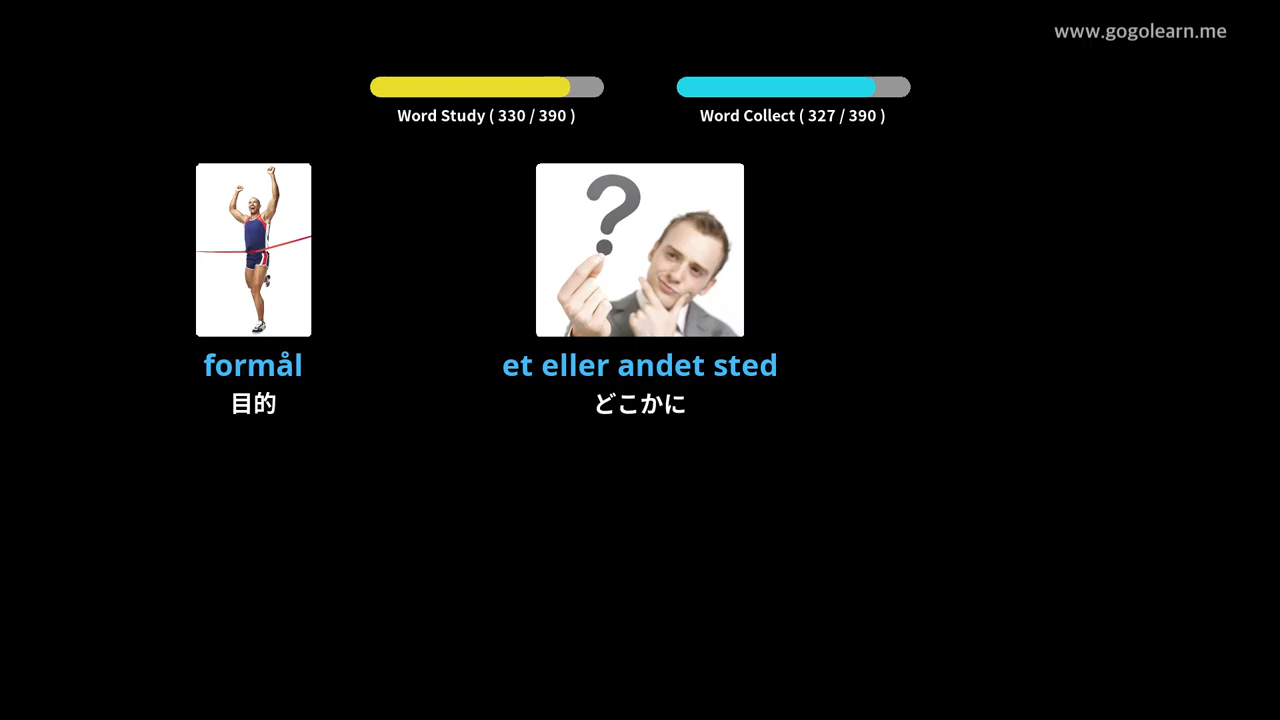 www.gogolearn.me
Word Study ( 330 / 390 )
Word Collect ( 327 / 390 )
?
formål
目的
et eller andet sted
どこかに